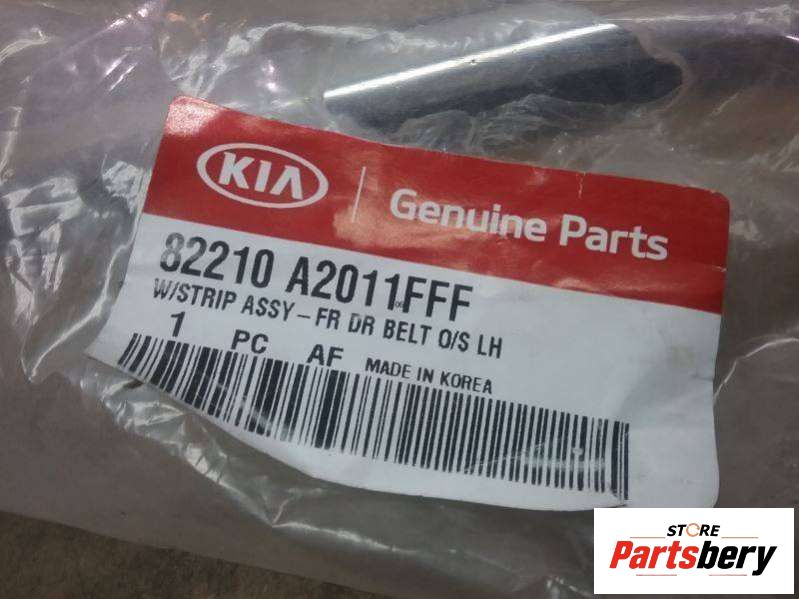 KIA
Genuine Parts
82210 A2011FFF
W/STRIP ASSY-FR DR BELT O/S LH
1 PC AF MADE IN KOREA
STORE
Partsbery